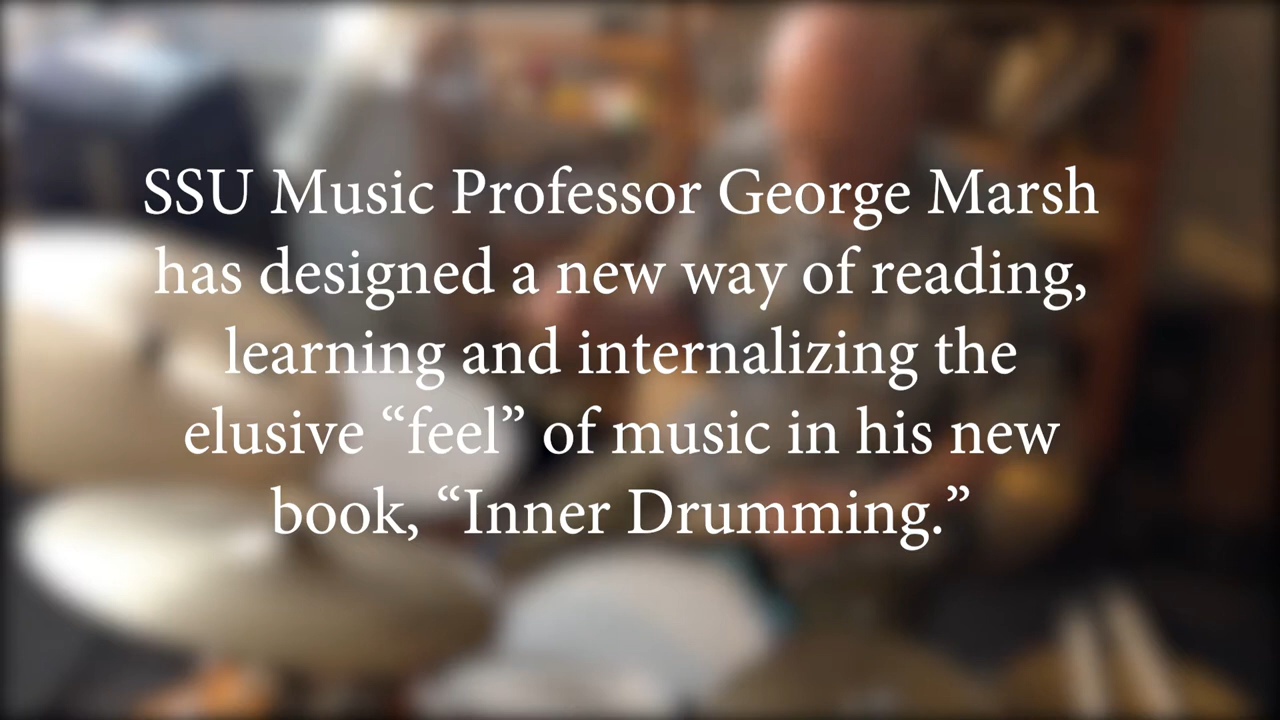 SSU Music Professor George Marsh
has designed a new way of reading,
learning and internalizing the
elusive “feel” of music in his new
book, “Inner Drumming.”